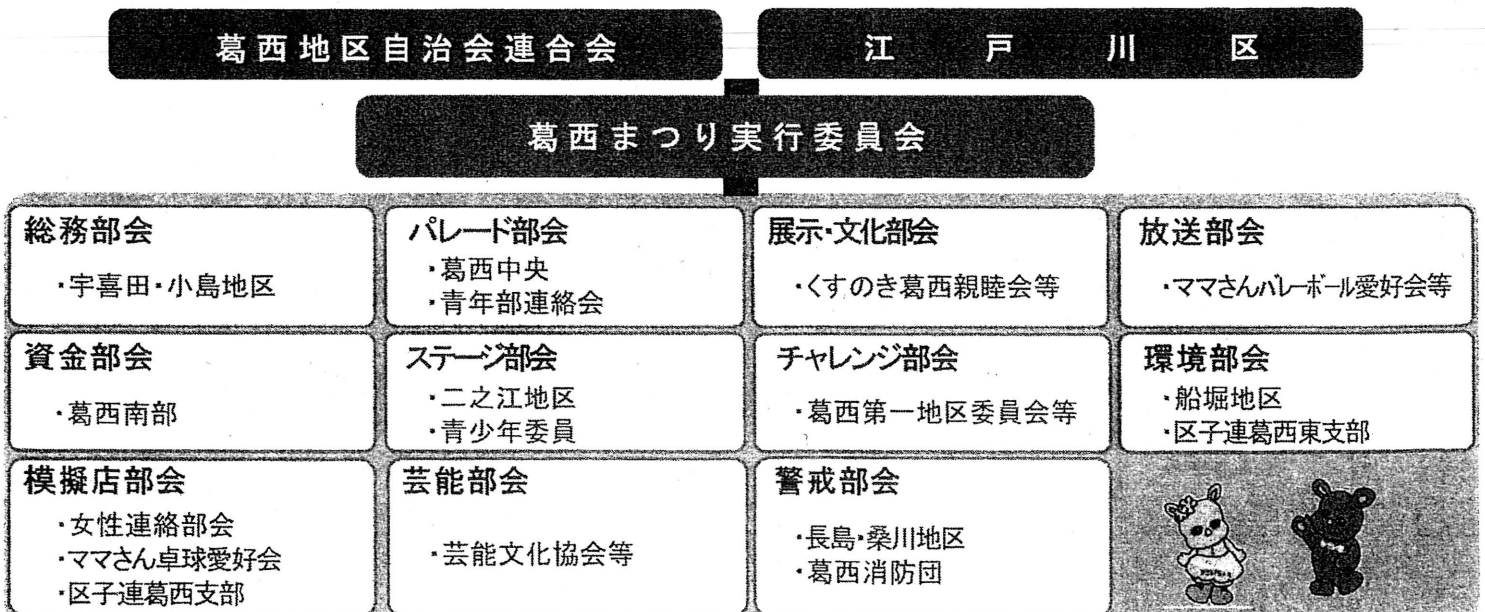 葛西地区自治会連合会
江戸川区
葛西まつり実行委員会
総務部会
・宇喜田・小島地区
パレード部会
・葛西中央
・青年部連絡会
展示・文化部会
・くすのき葛西親睦会等
放送部会
・ママさんバレーボール愛好会等
資金部会
・葛西南部
ステージ部会
・二之江地区
・青少年委員
チャレンジ部会
・葛西第一地区委員会等
環境部会
・船堀地区
・区子連葛西東支部
模擬店部会
・女性連絡部会
・ママさん卓球愛好会
・区子連葛西支部
芸能部会
・芸能文化協会等
警戒部会
・長島・桑川地区
・葛西消防団